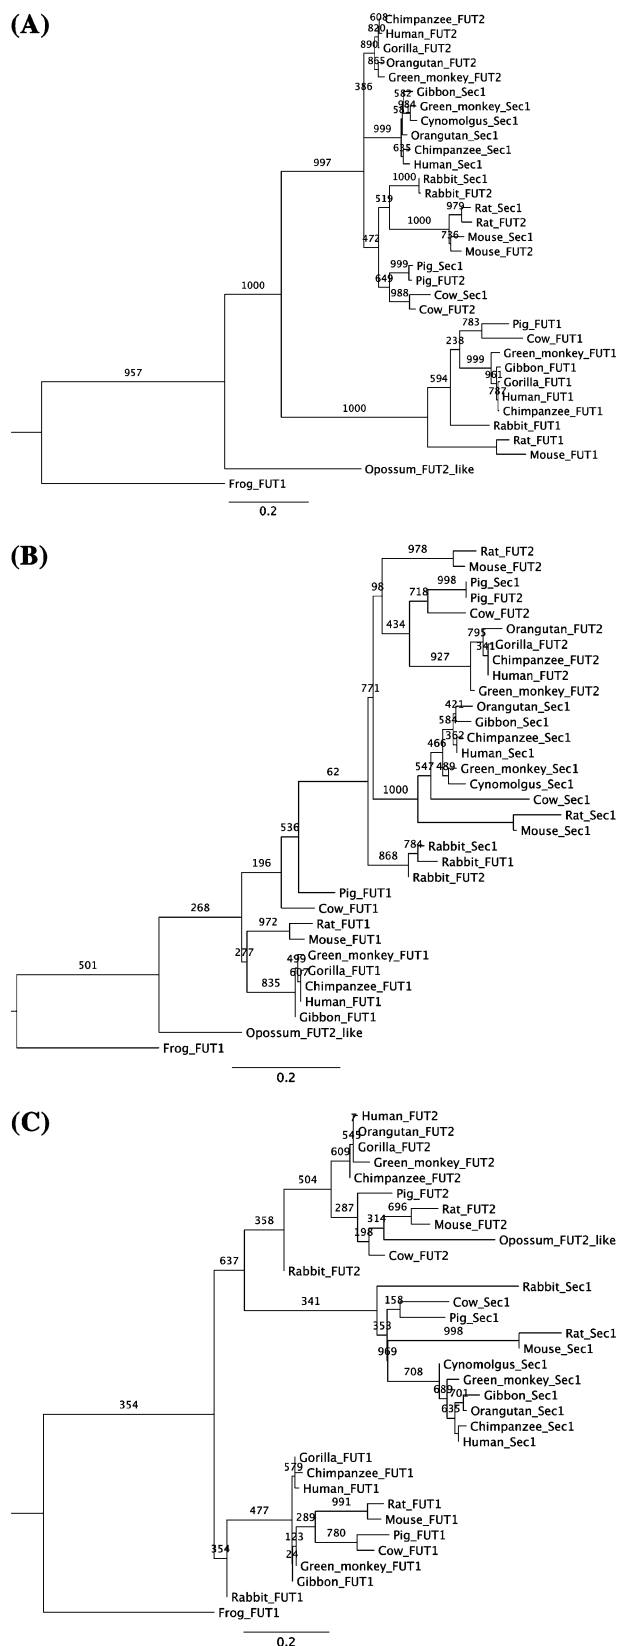 (A)
608 Chimpanzee_FUT2
820 Human_FUT2
890 Gorilla_FUT2
865 Orangutan_FUT2
Green_monkey_FUT2
386
582 Gibbon_Sec1
984 Green_monkey_Sec1
581 Cynomolgus_Sec1
999 Orangutan_Sec1
635 Chimpanzee_Sec1
Human_Sec1
997
1000 Rabbit_Sec1
Rabbit_FUT2
519
979 Rat_Sec1
1000 Rat_FUT2
736 Mouse_Sec1
472 Mouse_FUT2
999 Pig_Sec1
649 Pig_FUT2
988 Cow_Sec1
Cow_FUT2
1000
783 Pig_FUT1
Cow_FUT1
238
Green_monkey_FUT1
999 Gibbon_FUT1
961 Gorilla_FUT1
957 594
787 Human_FUT1
1000 Chimpanzee_FUT1
Rabbit_FUT1
Rat_FUT1
Mouse_FUT1
Opossum_FUT2_like
Frog_FUT1
0.2
(B)
978 Rat_FUT2
Mouse_FUT2
998 Pig_Sec1
98 718 Pig_FUT2
Cow_FUT2
434 795 Orangutan_FUT2
341 Gorilla_FUT2
927 Chimpanzee_FUT2
Human_FUT2
771 Green_monkey_FUT2
421 Orangutan_Sec1
584 Gibbon_Sec1
362 Chimpanzee_Sec1
466 Human_Sec1
547 489 Green_monkey_Sec1
62 Cynomolgus_Sec1
1000 Cow_Sec1
Rat_Sec1
536 Mouse_Sec1
784 Rabbit_Sec1
868 Rabbit_FUT1
196 Rabbit_FUT2
Pig_FUT1
268 Cow_FUT1
972 Rat_FUT1
Mouse_FUT1
277 499 Green_monkey_FUT1
501 607 Gorilla_FUT1
835 Chimpanzee_FUT1
Human_FUT1
Gibbon_FUT1
Opossum_FUT2_like
Frog_FUT1
0.2
(C)
7 Human_FUT2
545 Orangutan_FUT2
609 Gorilla_FUT2
Green_monkey_FUT2
504 Chimpanzee_FUT2
Pig_FUT2
287 696 Rat_FUT2
358 314 Mouse_FUT2
198 Opossum_FUT2_like
Cow_FUT2
637 Rabbit_FUT2
341 Rabbit_Sec1
158 Cow_Sec1
353 Pig_Sec1
998 Rat_Sec1
969 Mouse_Sec1
708 Cynomolgus_Sec1
689 Green_monkey_Sec1
701 Gibbon_Sec1
354 635 Orangutan_Sec1
Chimpanzee_Sec1
Human_Sec1
Gorilla_FUT1
579 Chimpanzee_FUT1
Human_FUT1
477 991 Rat_FUT1
289 Mouse_FUT1
123 780 Pig_FUT1
354 24 Cow_FUT1
Green_monkey_FUT1
Gibbon_FUT1
Rabbit_FUT1
Frog_FUT1
0.2